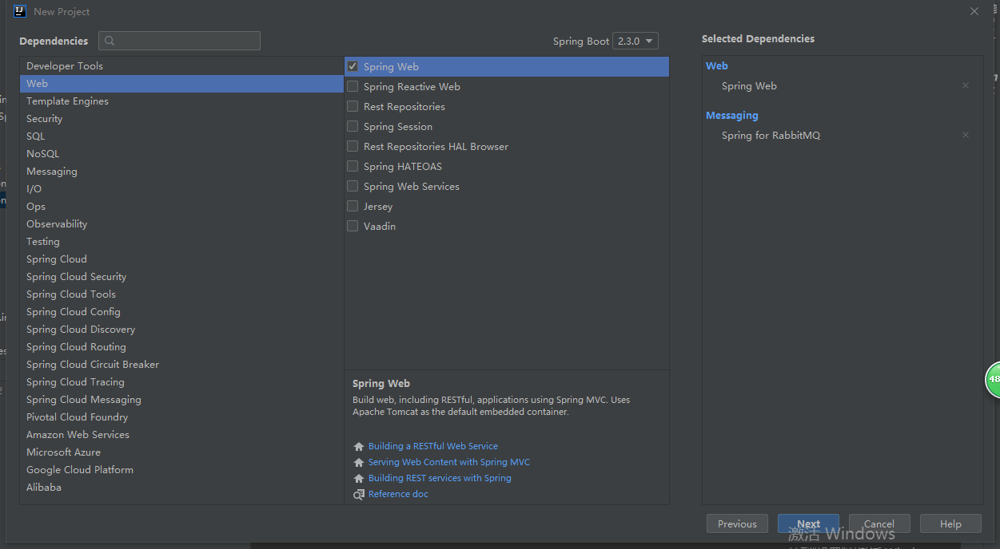 New Project
Dependencies
Spring Boot 2.3.0
Developer Tools
Web
Template Engines
Security
SQL
NoSQL
Messaging
I/O
Ops
Observability
Testing
Spring Cloud
Spring Cloud Security
Spring Cloud Tools
Spring Cloud Config
Spring Cloud Discovery
Spring Cloud Routing
Spring Cloud Circuit Breaker
Spring Cloud Tracing
Spring Cloud Messaging
Pivotal Cloud Foundry
Amazon Web Services
Microsoft Azure
Google Cloud Platform
Alibaba
Spring Web
Spring Reactive Web
Rest Repositories
Spring Session
Rest Repositories HAL Browser
Spring HATEOAS
Spring Web Services
Jersey
Vaadin
Spring Web
Build web, including RESTful, applications using Spring MVC. Uses
Apache Tomcat as the default embedded container.
Building a RESTful Web Service
Serving Web Content with Spring MVC
Building REST services with Spring
Reference doc
Selected Dependencies
Web
Spring Web
Messaging
Spring for RabbitMQ
48
Previous
Next
Cancel
Help
激活 Windows